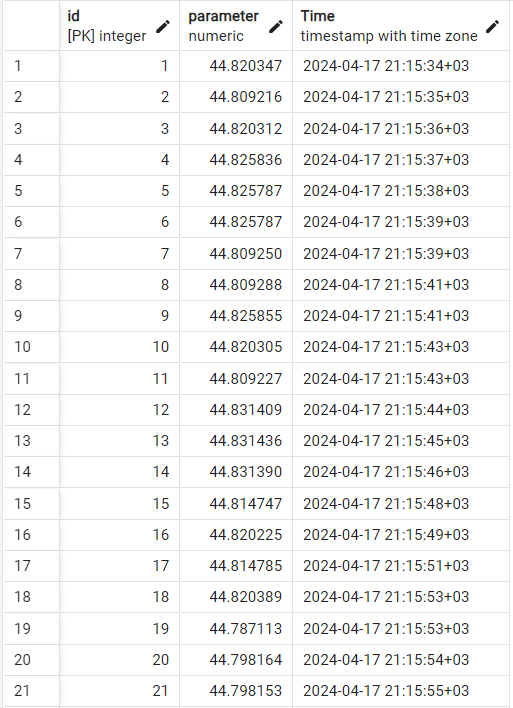 id parameter Time
[PK] integer numeric timestamp with time zone
1 1 44.820347 2024-04-17 21:15:34+03
2 2 44.809216 2024-04-17 21:15:35+03
3 3 44.820312 2024-04-17 21:15:36+03
4 4 44.825836 2024-04-17 21:15:37+03
5 5 44.825787 2024-04-17 21:15:38+03
6 6 44.825787 2024-04-17 21:15:39+03
7 7 44.809250 2024-04-17 21:15:39+03
8 8 44.809288 2024-04-17 21:15:41+03
9 9 44.825855 2024-04-17 21:15:41+03
10 10 44.820305 2024-04-17 21:15:43+03
11 11 44.809227 2024-04-17 21:15:43+03
12 12 44.831409 2024-04-17 21:15:44+03
13 13 44.831436 2024-04-17 21:15:45+03
14 14 44.831390 2024-04-17 21:15:46+03
15 15 44.814747 2024-04-17 21:15:48+03
16 16 44.820225 2024-04-17 21:15:49+03
17 17 44.814785 2024-04-17 21:15:51+03
18 18 44.820389 2024-04-17 21:15:53+03
19 19 44.787113 2024-04-17 21:15:53+03
20 20 44.798164 2024-04-17 21:15:54+03
21 21 44.798153 2024-04-17 21:15:55+03